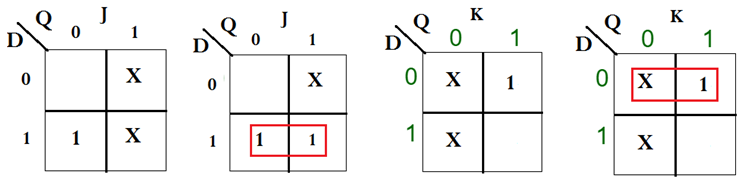 Q J
D 0 1
0 X
1 1 X
Q J
D 0 1
0 X
1 1 1
Q K
D 0 1
0 X 1
1 X
Q K
D 0 1
0 X 1
1 X